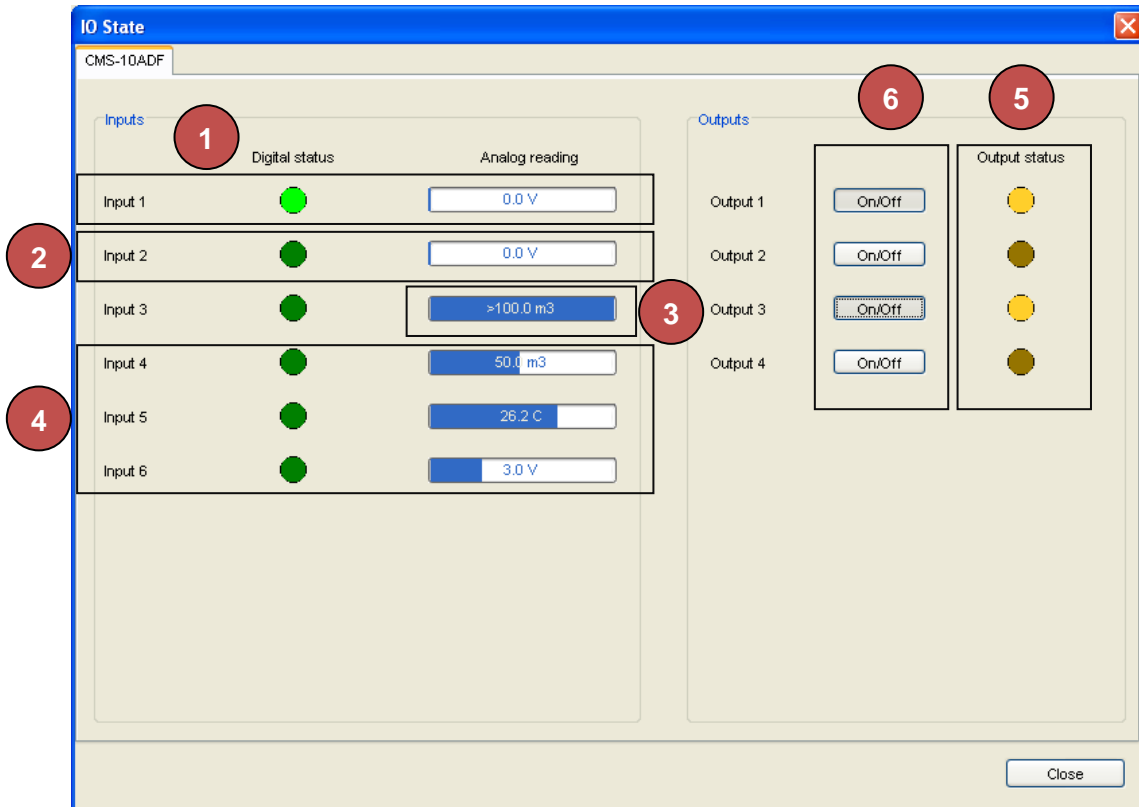 IO State
CMS-10ADF
6 5
Inputs Outputs
1
Digital status Analog reading Output status
Input 1 0.0 V Output 1 On/Off
2 Input 2 0.0 V Output 2 On/Off
Input 3 >100.0 m3 3 Output 3 On/Off
Input 4 50.0 m3 Output 4 On/Off
4 Input 5 26.2 C
Input 6 3.0 V
Close